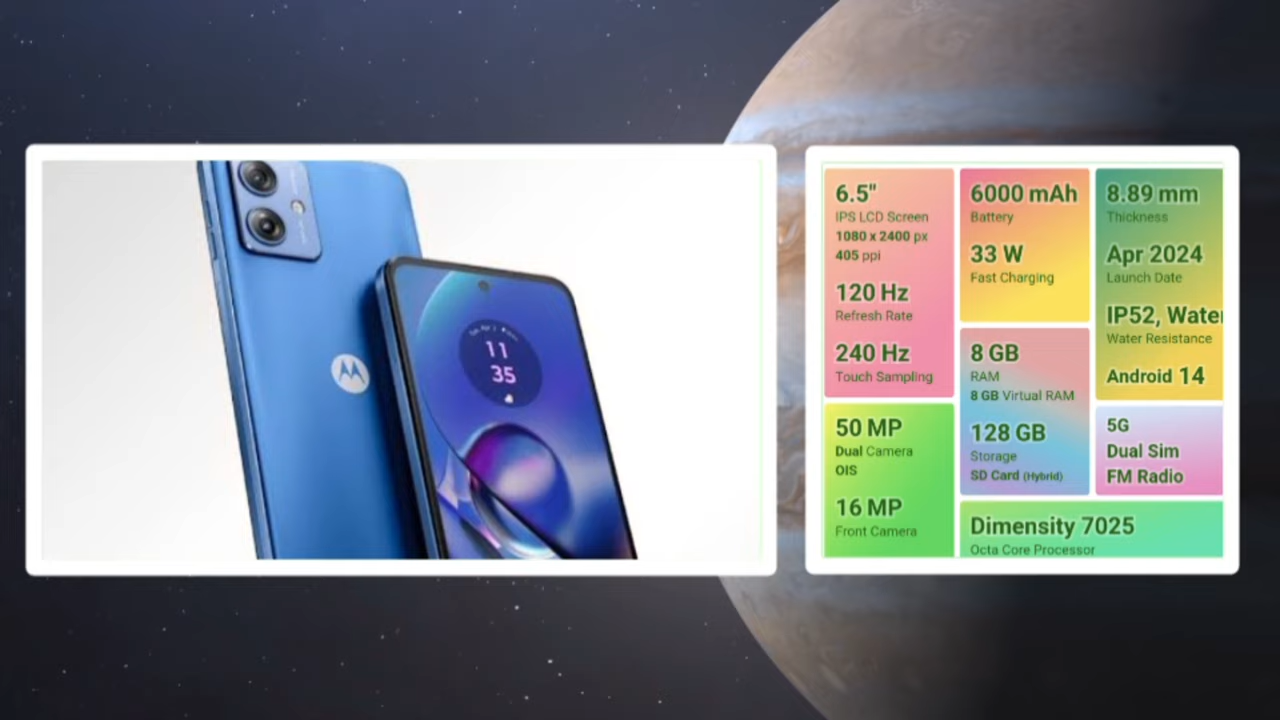 11
35
6.5"
IPS LCD Screen
1080 x 2400 px
405 ppi
120 Hz
Refresh Rate
240 Hz
Touch Sampling
50 MP
Dual Camera
OIS
16 MP
Front Camera
6000 mAh
Battery
33 W
Fast Charging
8 GB
RAM
8 GB Virtual RAM
128 GB
Storage
SD Card (Hybrid)
8.89 mm
Thickness
Apr 2024
Launch Date
IP52, Water
Water Resistance
Android 14
5G
Dual Sim
FM Radio
Dimensity 7025
Octa Core Processor